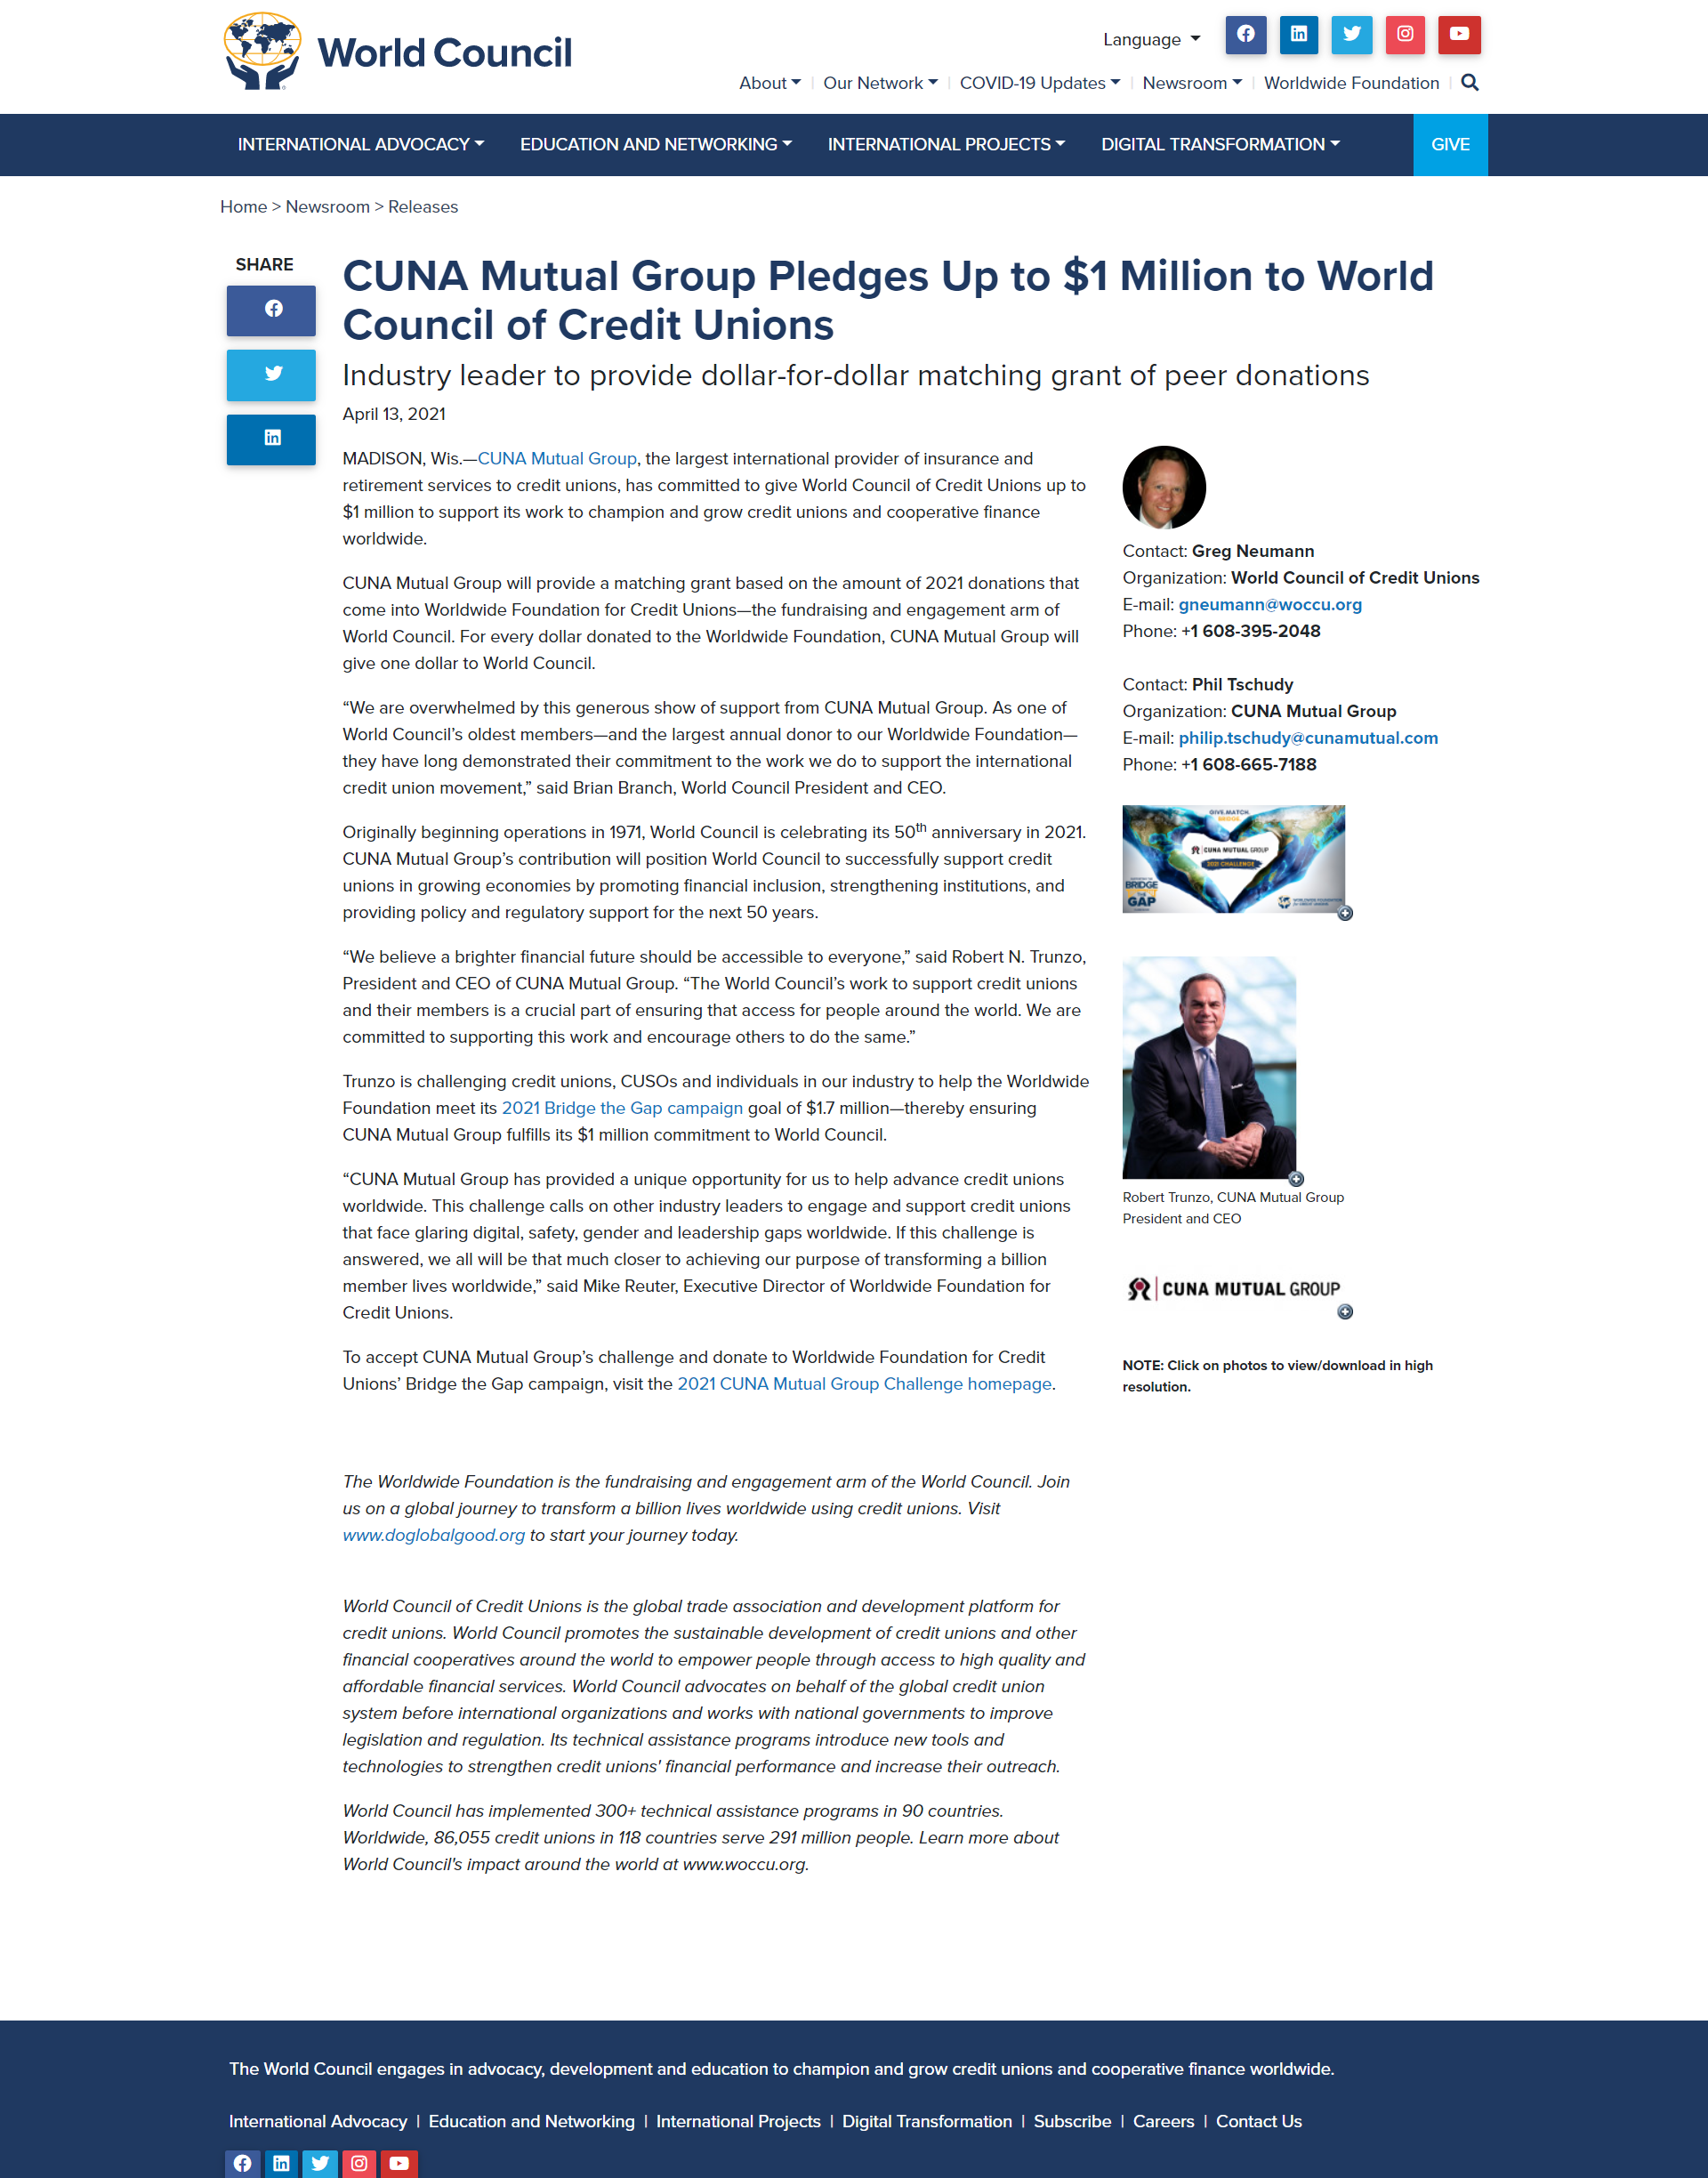 World Council
Language
About
Our Network
COVID-19 Updates
Newsroom
Worldwide Foundation
INTERNATIONAL ADVOCACY
EDUCATION AND NETWORKING
INTERNATIONAL PROJECTS
DIGITAL TRANSFORMATION
GIVE
Home > Newsroom > Releases
SHARE
CUNA Mutual Group Pledges Up to $1 Million to World
Council of Credit Unions
Industry leader to provide dollar-for-dollar matching grant of peer donations
April 13, 2021
MADISON, Wis.—CUNA Mutual Group, the largest international provider of insurance and
retirement services to credit unions, has committed to give World Council of Credit Unions up to
$1 million to support its work to champion and grow credit unions and cooperative finance
worldwide.
CUNA Mutual Group will provide a matching grant based on the amount of 2021 donations that
come into Worldwide Foundation for Credit Unions—the fundraising and engagement arm of
World Council. For every dollar donated to the Worldwide Foundation, CUNA Mutual Group will
give one dollar to World Council.
“We are overwhelmed by this generous show of support from CUNA Mutual Group. As one of
World Council’s oldest members—and the largest annual donor to our Worldwide Foundation—
they have long demonstrated their commitment to the work we do to support the international
credit union movement,” said Brian Branch, World Council President and CEO.
Originally beginning operations in 1971, World Council is celebrating its 50th anniversary in 2021.
CUNA Mutual Group’s contribution will position World Council to successfully support credit
unions in growing economies by promoting financial inclusion, strengthening institutions, and
providing policy and regulatory support for the next 50 years.
“We believe a brighter financial future should be accessible to everyone,” said Robert N. Trunzo,
President and CEO of CUNA Mutual Group. “The World Council’s work to support credit unions
and their members is a crucial part of ensuring that access for people around the world. We are
committed to supporting this work and encourage others to do the same.”
Trunzo is challenging credit unions, CUSOs and individuals in our industry to help the Worldwide
Foundation meet its 2021 Bridge the Gap campaign goal of $1.7 million—thereby ensuring
CUNA Mutual Group fulfills its $1 million commitment to World Council.
“CUNA Mutual Group has provided a unique opportunity for us to help advance credit unions
worldwide. This challenge calls on other industry leaders to engage and support credit unions
that face glaring digital, safety, gender and leadership gaps worldwide. If this challenge is
answered, we all will be that much closer to achieving our purpose of transforming a billion
member lives worldwide,” said Mike Reuter, Executive Director of Worldwide Foundation for
Credit Unions.
To accept CUNA Mutual Group’s challenge and donate to Worldwide Foundation for Credit
Unions’ Bridge the Gap campaign, visit the 2021 CUNA Mutual Group Challenge homepage.
The Worldwide Foundation is the fundraising and engagement arm of the World Council. Join
us on a global journey to transform a billion lives worldwide using credit unions. Visit
www.doglobalgood.org to start your journey today.
World Council of Credit Unions is the global trade association and development platform for
credit unions. World Council promotes the sustainable development of credit unions and other
financial cooperatives around the world to empower people through access to high quality and
affordable financial services. World Council advocates on behalf of the global credit union
system before international organizations and works with national governments to improve
legislation and regulation. Its technical assistance programs introduce new tools and
technologies to strengthen credit unions' financial performance and increase their outreach.
World Council has implemented 300+ technical assistance programs in 90 countries.
Worldwide, 86,055 credit unions in 118 countries serve 291 million people. Learn more about
World Council's impact around the world at www.woccu.org.
Contact: Greg Neumann
Organization: World Council of Credit Unions
E-mail: gneumann@woccu.org
Phone: +1 608-395-2048
Contact: Phil Tschudy
Organization: CUNA Mutual Group
E-mail: philip.tschudy@cunamutual.com
Phone: +1 608-665-7188
GIVE.MATCH.
BRIDGE.
CUNA MUTUAL GROUP
2021 CHALLENGE
BRIDGE
THE
GAP
Robert Trunzo, CUNA Mutual Group
President and CEO
CUNA MUTUAL GROUP
NOTE: Click on photos to view/download in high
resolution.
The World Council engages in advocacy, development and education to champion and grow credit unions and cooperative finance worldwide.
International Advocacy | Education and Networking | International Projects | Digital Transformation | Subscribe | Careers | Contact Us